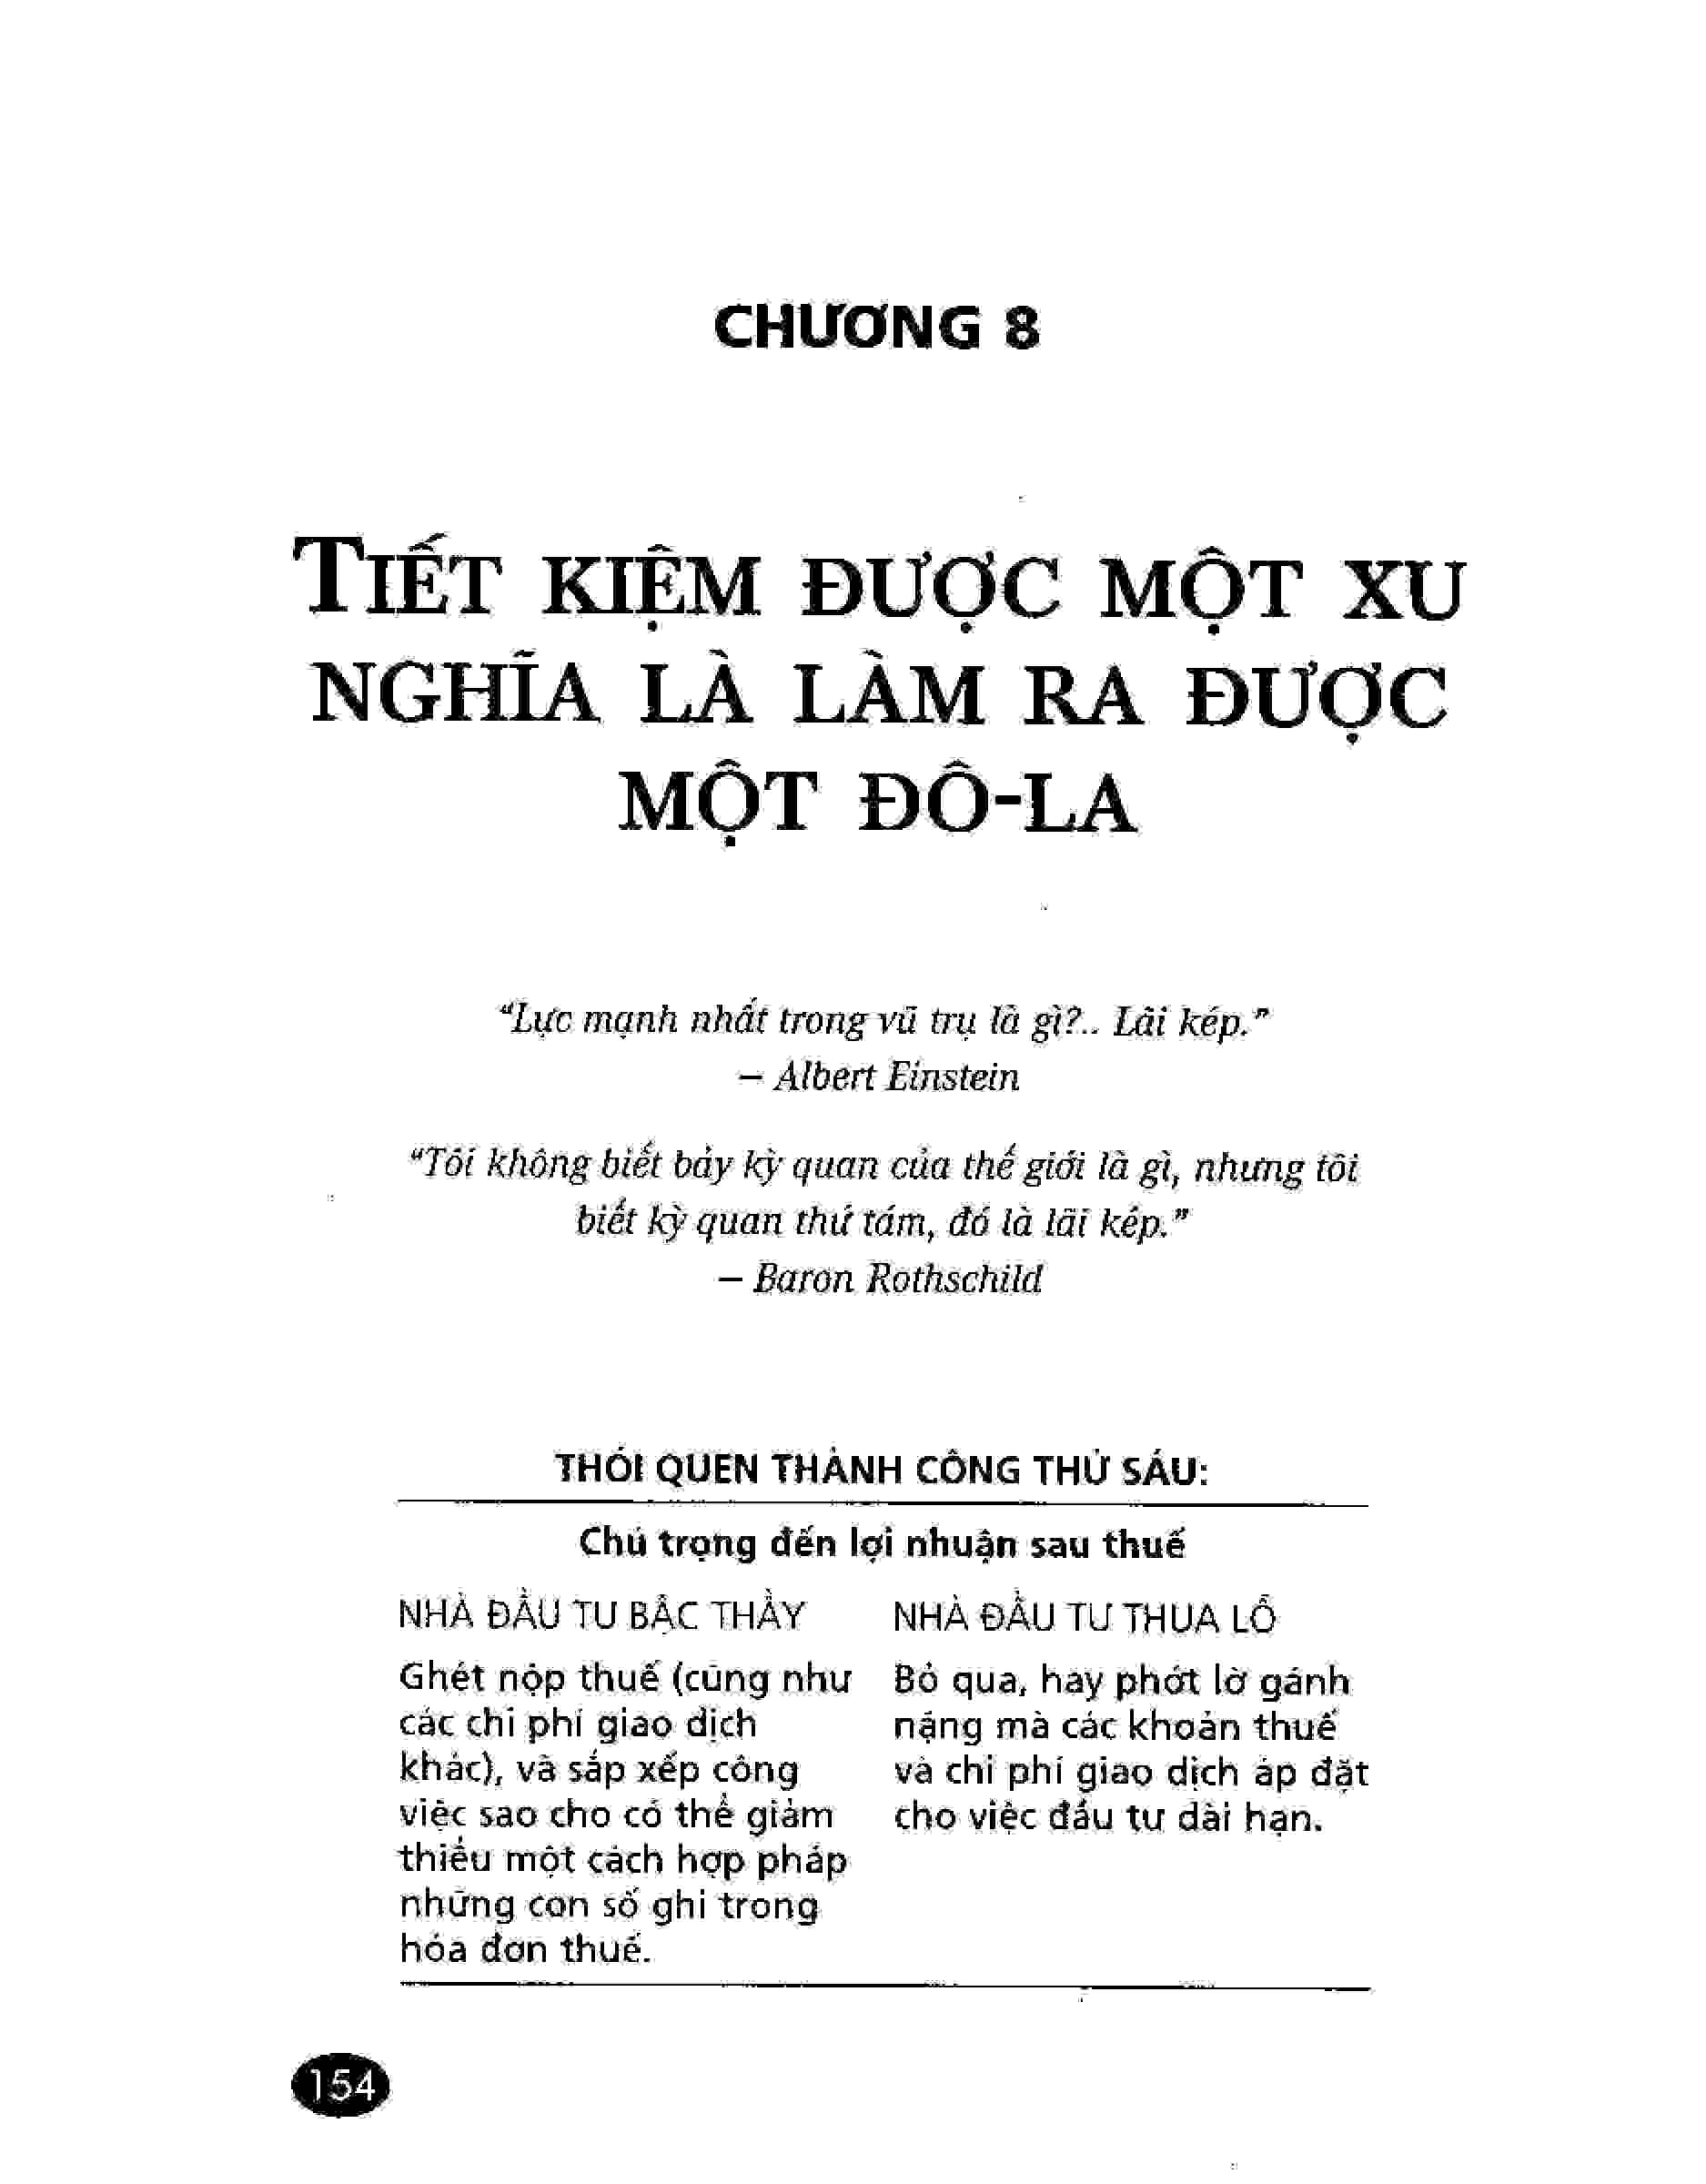 CHƯƠNG 8
TIẾT KIỆM ĐƯỢC MỘT XU
NGHĨA LÀ LÀM RA ĐƯỢC
MỘT ĐÔ-LA
“Lực mạnh nhất trong vũ trụ là gì?.. Lãi kép.”
– Albert Einstein
“Tôi không biết bảy kỳ quan của thế giới là gì, nhưng tôi
biết kỳ quan thứ tám, đó là lãi kép.”
– Baron Rothschild
THÓI QUEN THÀNH CÔNG THỨ SÁU:
Chú trọng đến lợi nhuận sau thuế
NHÀ ĐẦU TƯ BẬC THẦY
Ghét nộp thuế (cũng như
các chi phí giao dịch
khác), và sắp xếp công
việc sao cho có thể giảm
thiểu một cách hợp pháp
những con số ghi trong
hóa đơn thuế.
NHÀ ĐẦU TƯ THUA LỖ
Bỏ qua, hay phớt lờ gánh
nặng mà các khoản thuế
và chi phí giao dịch áp đặt
cho việc đầu tư dài hạn.
154